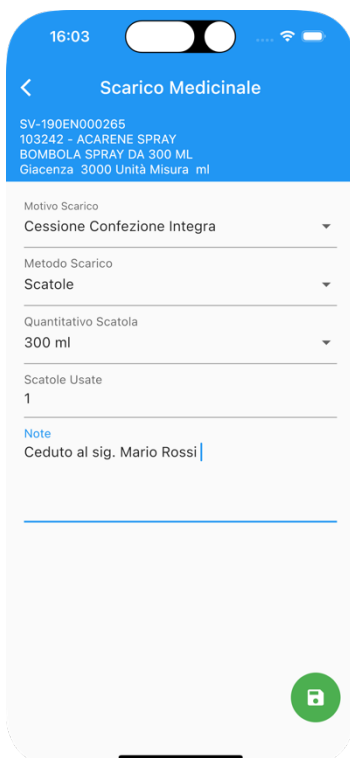 16:03
Scarico Medicinale
SV-190EN000265
103242 - ACARENE SPRAY
BOMBOLA SPRAY DA 300 ML
Giacenza 3000 Unità Misura ml
Motivo Scarico
Cessione Confezione Integra
Metodo Scarico
Scatole
Quantitativo Scatola
300 ml
Scatole Usate
1
Note
Ceduto al sig. Mario Rossi